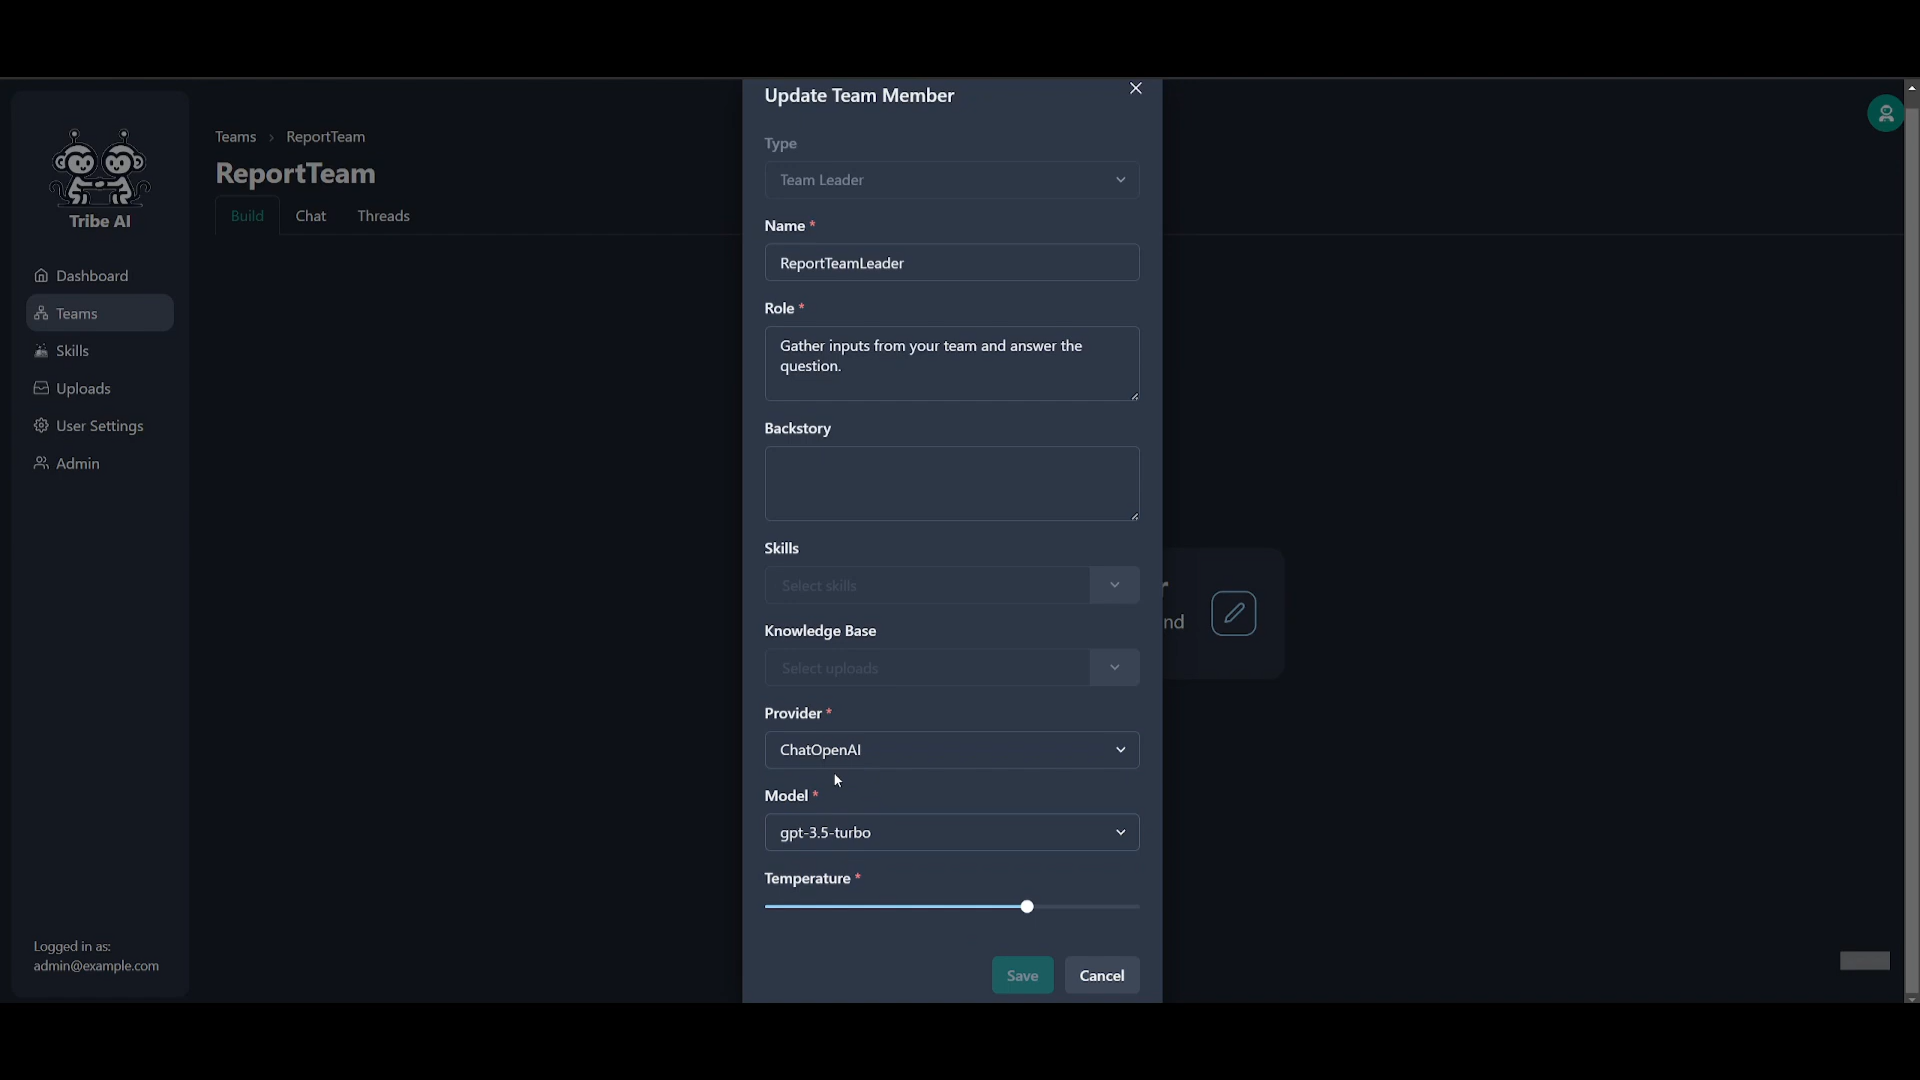 Update Team Member
Tribe AI
Dashboard
Teams
Skills
Uploads
User Settings
Admin
Logged in as:
admin@example.com
Teams › ReportTeam
ReportTeam
Build Chat Threads
Type
Team Leader
Name *
ReportTeamLeader
Role *
Gather inputs from your team and answer the
question.
Backstory
Skills
Select skills
Knowledge Base
Select uploads
Provider *
ChatOpenAI
Model *
gpt-3.5-turbo
Temperature *
Save Cancel
r
nd